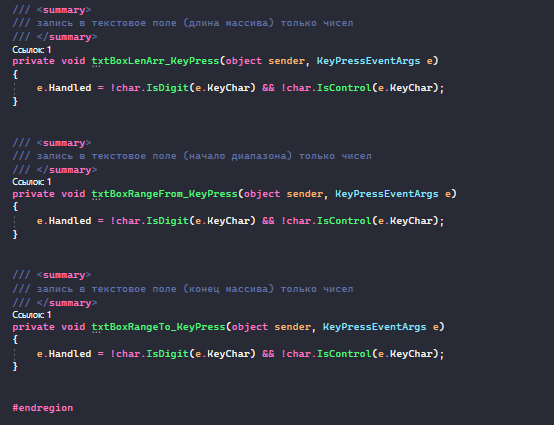 /// <summary>
/// запись в текстовое поле (длина массива) только чисел
/// </summary>
Ссылок: 1
private void txtBoxLenArr_KeyPress(object sender, KeyPressEventArgs e)
{
    e.Handled = !char.IsDigit(e.KeyChar) && !char.IsControl(e.KeyChar);
}
/// <summary>
/// запись в текстовое поле (начало диапазона) только чисел
/// </summary>
Ссылок: 1
private void txtBoxRangeFrom_KeyPress(object sender, KeyPressEventArgs e)
{
    e.Handled = !char.IsDigit(e.KeyChar) && !char.IsControl(e.KeyChar);
}
/// <summary>
/// запись в текстовое поле (конец массива) только чисел
/// </summary>
Ссылок: 1
private void txtBoxRangeTo_KeyPress(object sender, KeyPressEventArgs e)
{
    e.Handled = !char.IsDigit(e.KeyChar) && !char.IsControl(e.KeyChar);
}
#endregion